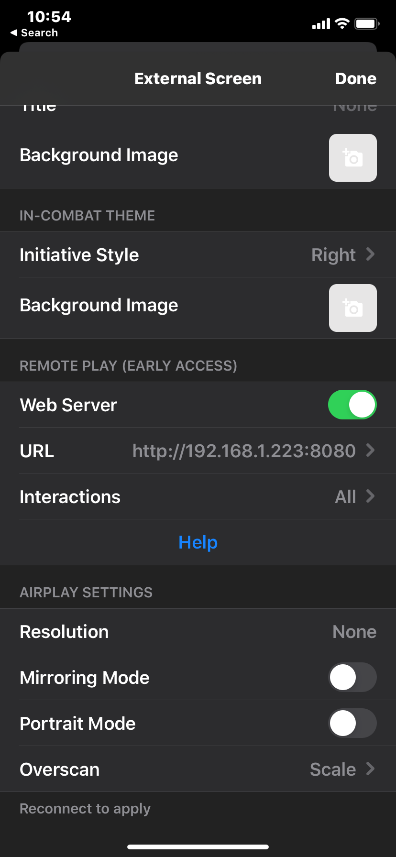 10:54
◀ Search
External Screen
Done
Title
None
Background Image
IN-COMBAT THEME
Initiative Style
Right
Background Image
REMOTE PLAY (EARLY ACCESS)
Web Server
URL
http://192.168.1.223:8080
Interactions
All
Help
AIRPLAY SETTINGS
Resolution
None
Mirroring Mode
Portrait Mode
Overscan
Scale
Reconnect to apply